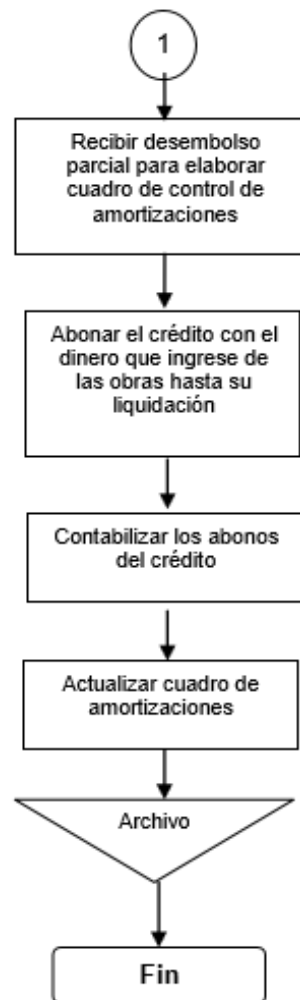 1
Recibir desembolso
parcial para elaborar
cuadro de control de
amortizaciones
Abonar el crédito con el
dinero que ingrese de
las obras hasta su
liquidación
Contabilizar los abonos
del crédito
Actualizar cuadro de
amortizaciones
Archivo
Fin